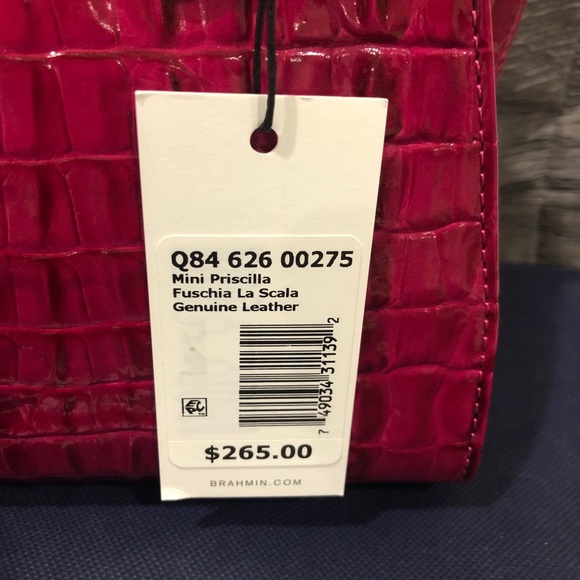 Q84 626 00275
Mini Priscilla
Fuschia La Scala
Genuine Leather
7 49034 31139 2
$265.00
BRAHMIN.COM